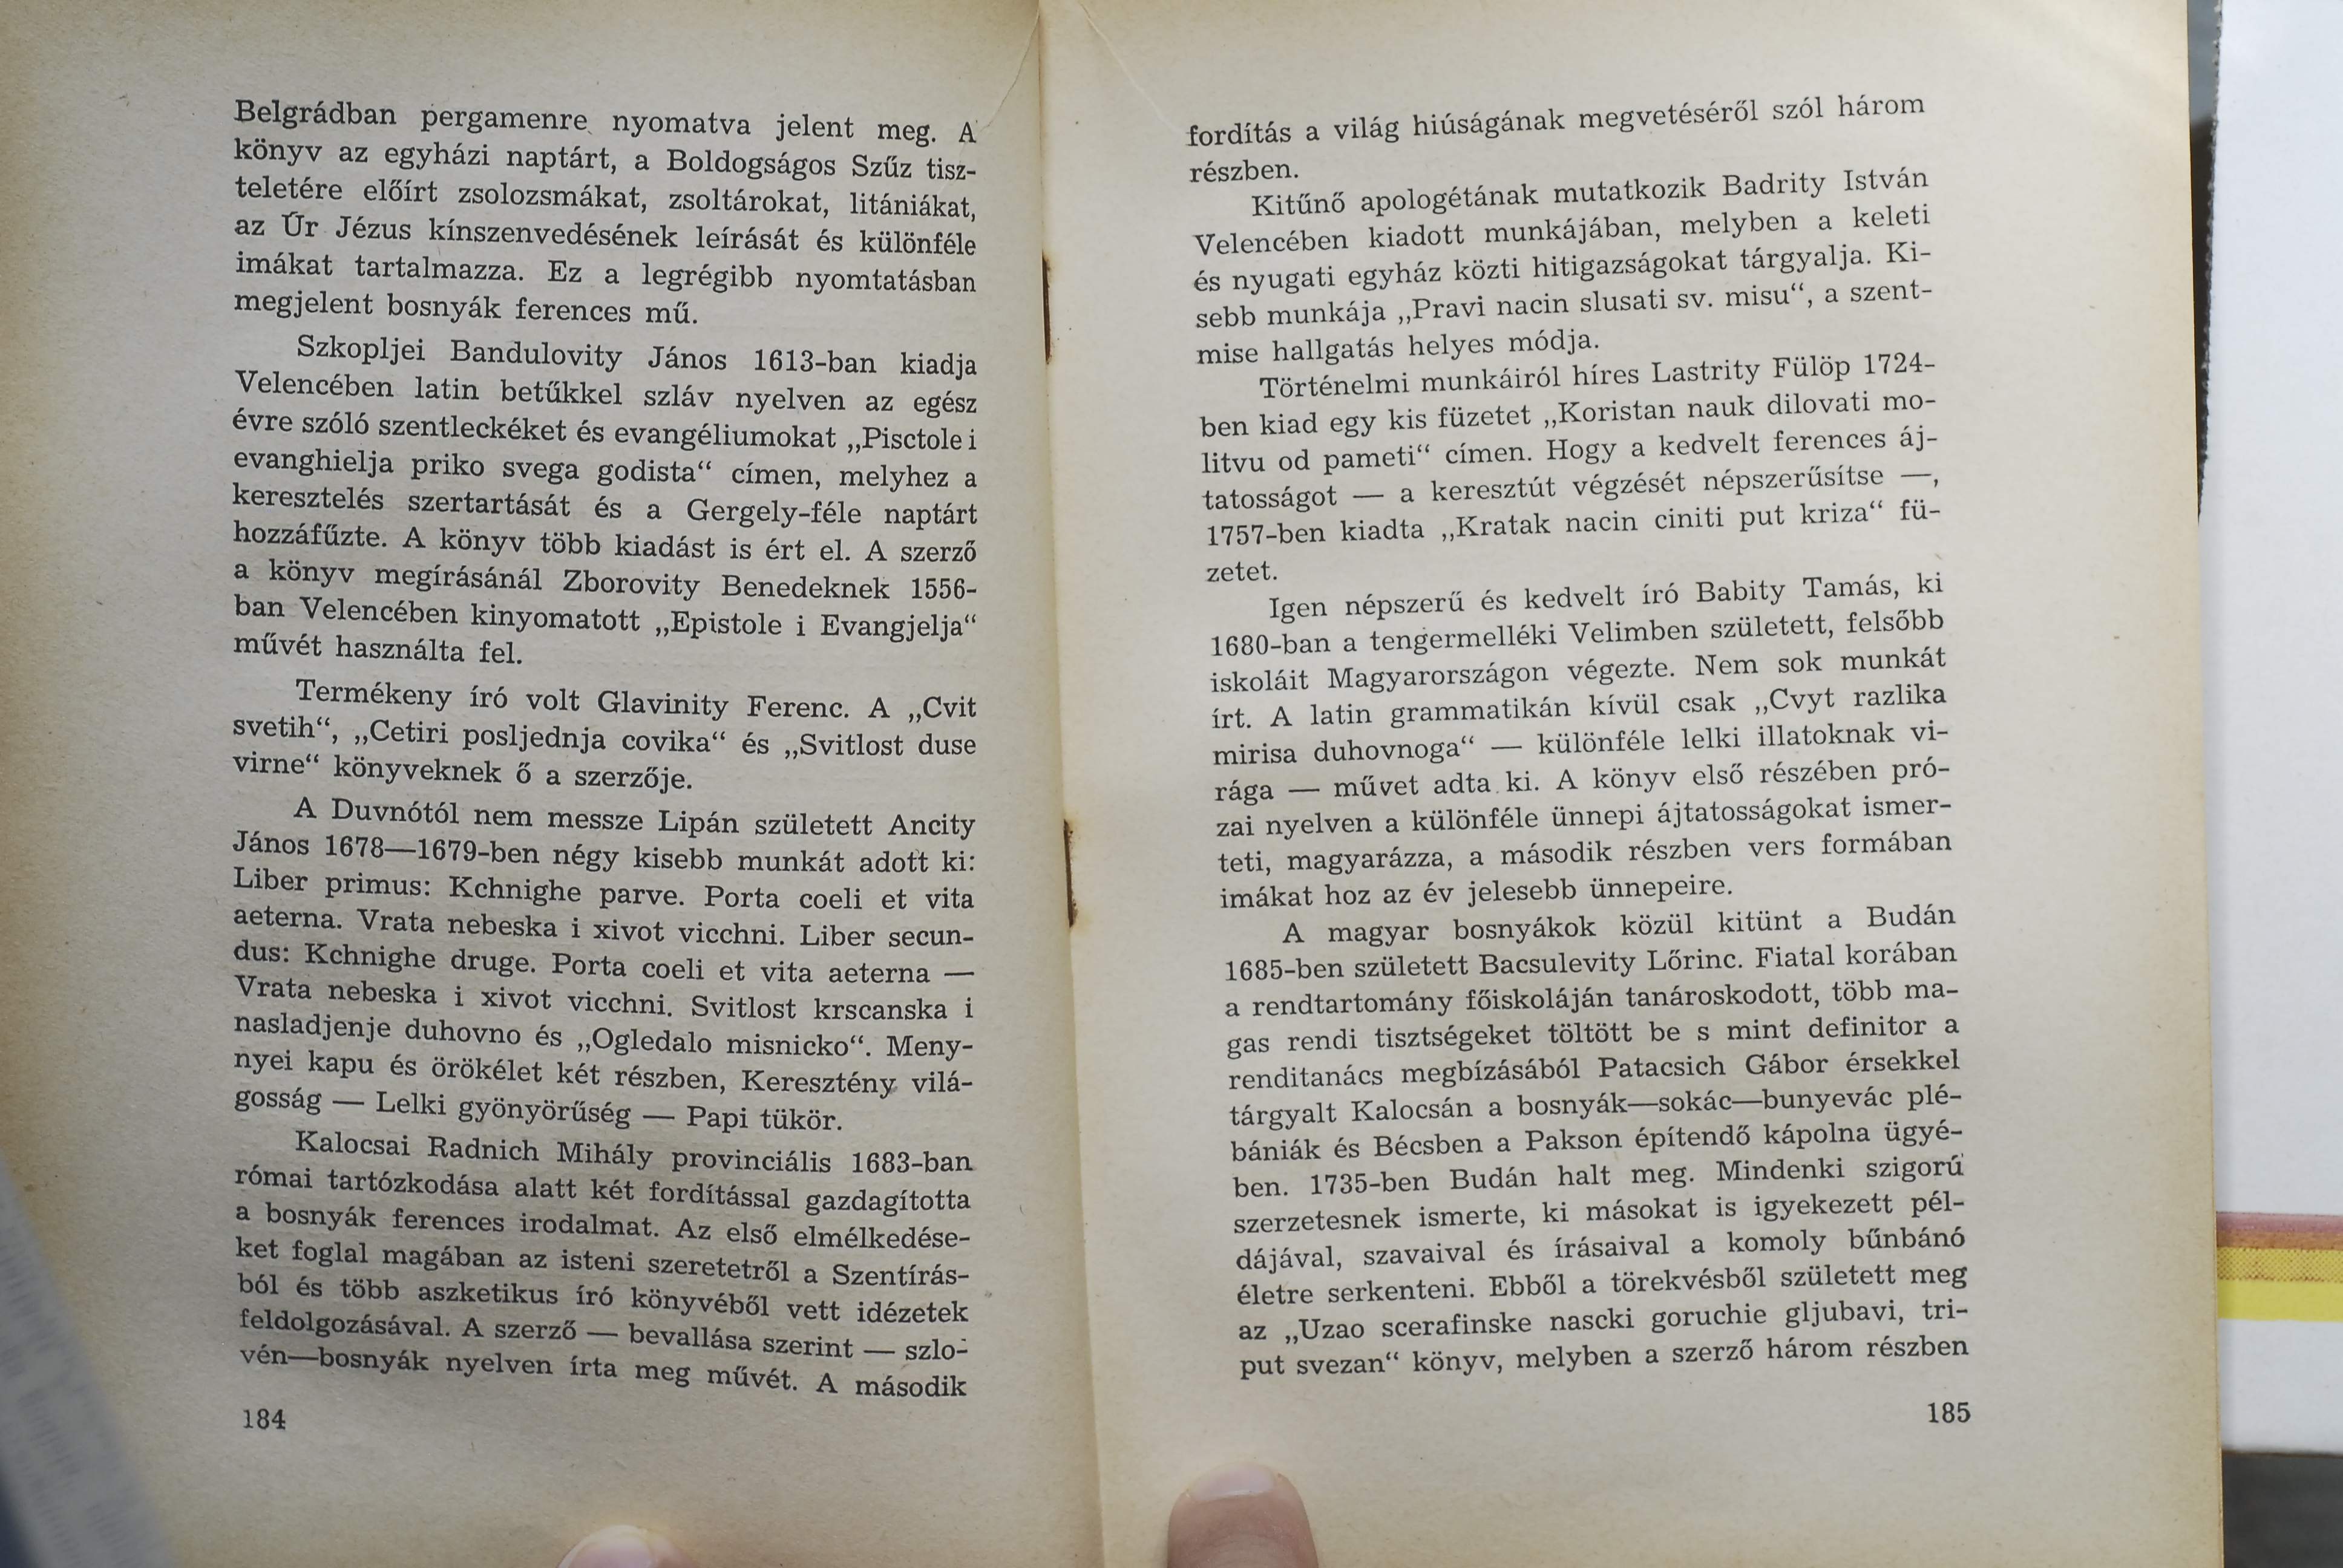 Belgrádban pergamenre nyomatva jelent meg. A
könyv az egyházi naptárt, a Boldogságos Szűz tisz-
teletére előírt zsolozsmákat, zsoltárokat, litániákat,
az Úr Jézus kínszenvedésének leírását és különféle
imákat tartalmazza. Ez a legrégibb nyomtatásban
megjelent bosnyák ferences mű.
Szkopljei Bandulovity János 1613-ban kiadja
Velencében latin betűkkel szláv nyelven az egész
évre szóló szentleckéket és evangéliumokat „Pisctole i
evanghielja priko svega godista“ címen, melyhez a
keresztelés szertartását és a Gergely-féle naptárt
hozzáfűzte. A könyv több kiadást is ért el. A szerző
a könyv megírásánál Zborovity Benedeknek 1556-
ban Velencében kinyomatott „Epistole i Evangjelja“
művét használta fel.
Termékeny író volt Glavinity Ferenc. A „Cvit
svetih“, „Cetiri posljednja covika“ és „Svitlost duse
virne“ könyveknek ő a szerzője.
A Duvnótól nem messze Lipán született Ancity
János 1678—1679-ben négy kisebb munkát adott ki:
Liber primus: Kchnighe parve. Porta coeli et vita
aeterna. Vrata nebeska i xivot vicchni. Liber secun-
dus: Kchnighe druge. Porta coeli et vita aeterna —
Vrata nebeska i xivot vicchni. Svitlost krscanska i
nasladjenje duhovno és „Ogledalo misnicko“. Meny-
nyei kapu és örökélet két részben, Keresztény vilá-
gosság — Lelki gyönyörűség — Papi tükör.
Kalocsai Radnich Mihály provinciális 1683-ban
római tartózkodása alatt két fordítással gazdagította
a bosnyák ferences irodalmat. Az első elmélkedése-
ket foglal magában az isteni szeretetről a Szentírás-
ból és több aszketikus író könyvéből vett idézetek
feldolgozásával. A szerző — bevallása szerint — szlo-
vén—bosnyák nyelven írta meg művét. A második
184
fordítás a világ hiúságának megvetéséről szól három
részben.
Kitűnő apologétának mutatkozik Badrity István
Velencében kiadott munkájában, melyben a keleti
és nyugati egyház közti hitigazságokat tárgyalja. Ki-
sebb munkája „Pravi nacin slusati sv. misu“, a szent-
mise hallgatás helyes módja.
Történelmi munkáiról híres Lastrity Fülöp 1724-
ben kiad egy kis füzetet „Koristan nauk dilovati mo-
litvu od pameti“ címen. Hogy a kedvelt ferences áj-
tatosságot — a keresztút végzését népszerűsítse —,
1757-ben kiadta „Kratak nacin ciniti put kriza“ fü-
zetet.
Igen népszerű és kedvelt író Babity Tamás, ki
1680-ban a tengermelléki Velimben született, felsőbb
iskoláit Magyarországon végezte. Nem sok munkát
írt. A latin grammatikán kívül csak „Cvyt razlika
mirisa duhovnoga“ — különféle lelki illatoknak vi-
rága — művet adta ki. A könyv első részében pró-
zai nyelven a különféle ünnepi ájtatosságokat ismer-
teti, magyarázza, a második részben vers formában
imákat hoz az év jelesebb ünnepeire.
A magyar bosnyákok közül kitünt a Budán
1685-ben született Bacsulevity Lőrinc. Fiatal korában
a rendtartomány főiskoláján tanároskodott, több ma-
gas rendi tisztségeket töltött be s mint definitor a
renditanács megbízásából Patacsich Gábor érsekkel
tárgyalt Kalocsán a bosnyák—sokác—bunyevác plé-
bániák és Bécsben a Pakson építendő kápolna ügyé-
ben. 1735-ben Budán halt meg. Mindenki szigorú
szerzetesnek ismerte, ki másokat is igyekezett pél-
dájával, szavaival és írásaival a komoly bűnbánó
életre serkenteni. Ebből a törekvésből született meg
az „Uzao scerafinske nascki goruchie gljubavi, tri-
put svezan“ könyv, melyben a szerző három részben
185